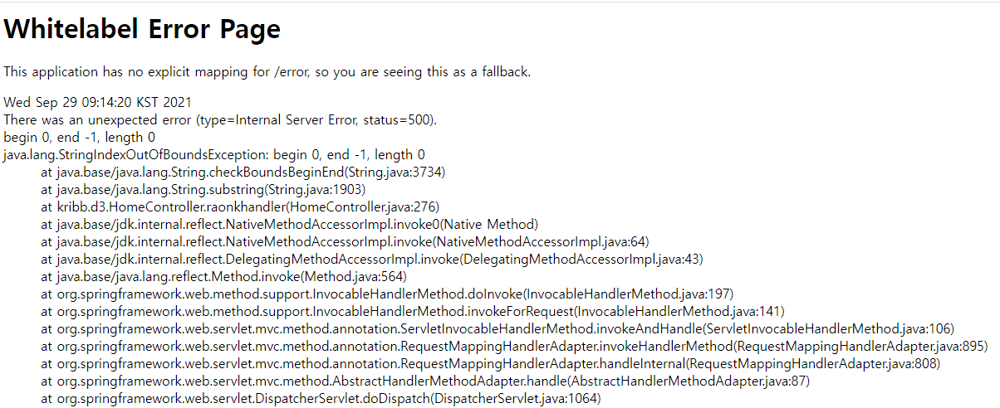 Whitelabel Error Page
This application has no explicit mapping for /error, so you are seeing this as a fallback.
Wed Sep 29 09:14:20 KST 2021
There was an unexpected error (type=Internal Server Error, status=500).
begin 0, end -1, length 0
java.lang.StringIndexOutOfBoundsException: begin 0, end -1, length 0
at java.base/java.lang.String.checkBoundsBeginEnd(String.java:3734)
at java.base/java.lang.String.substring(String.java:1903)
at kribb.d3.HomeController.raonkhandler(HomeController.java:276)
at java.base/jdk.internal.reflect.NativeMethodAccessorImpl.invoke0(Native Method)
at java.base/jdk.internal.reflect.NativeMethodAccessorImpl.invoke(NativeMethodAccessorImpl.java:64)
at java.base/jdk.internal.reflect.DelegatingMethodAccessorImpl.invoke(DelegatingMethodAccessorImpl.java:43)
at java.base/java.lang.reflect.Method.invoke(Method.java:564)
at org.springframework.web.method.support.InvocableHandlerMethod.doInvoke(InvocableHandlerMethod.java:197)
at org.springframework.web.method.support.InvocableHandlerMethod.invokeForRequest(InvocableHandlerMethod.java:141)
at org.springframework.web.servlet.mvc.method.annotation.ServletInvocableHandlerMethod.invokeAndHandle(ServletInvocableHandlerMethod.java:106)
at org.springframework.web.servlet.mvc.method.annotation.RequestMappingHandlerAdapter.invokeHandlerMethod(RequestMappingHandlerAdapter.java:895)
at org.springframework.web.servlet.mvc.method.annotation.RequestMappingHandlerAdapter.handleInternal(RequestMappingHandlerAdapter.java:808)
at org.springframework.web.servlet.mvc.method.AbstractHandlerMethodAdapter.handle(AbstractHandlerMethodAdapter.java:87)
at org.springframework.web.servlet.DispatcherServlet.doDispatch(DispatcherServlet.java:1064)